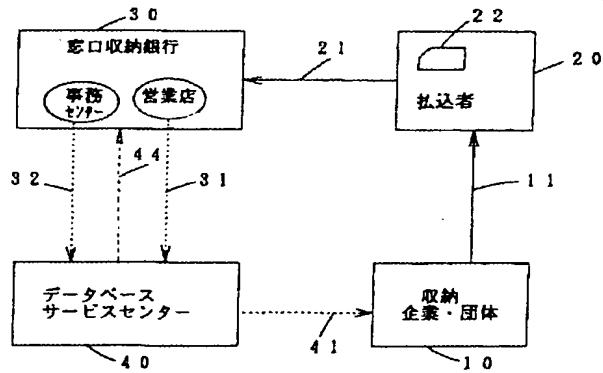 30
窓口収納銀行
事務
センター
営業店
21
22
払込者
20
32
44
31
11
データベース
サービスセンター
40
41
収納
企業・団体
10